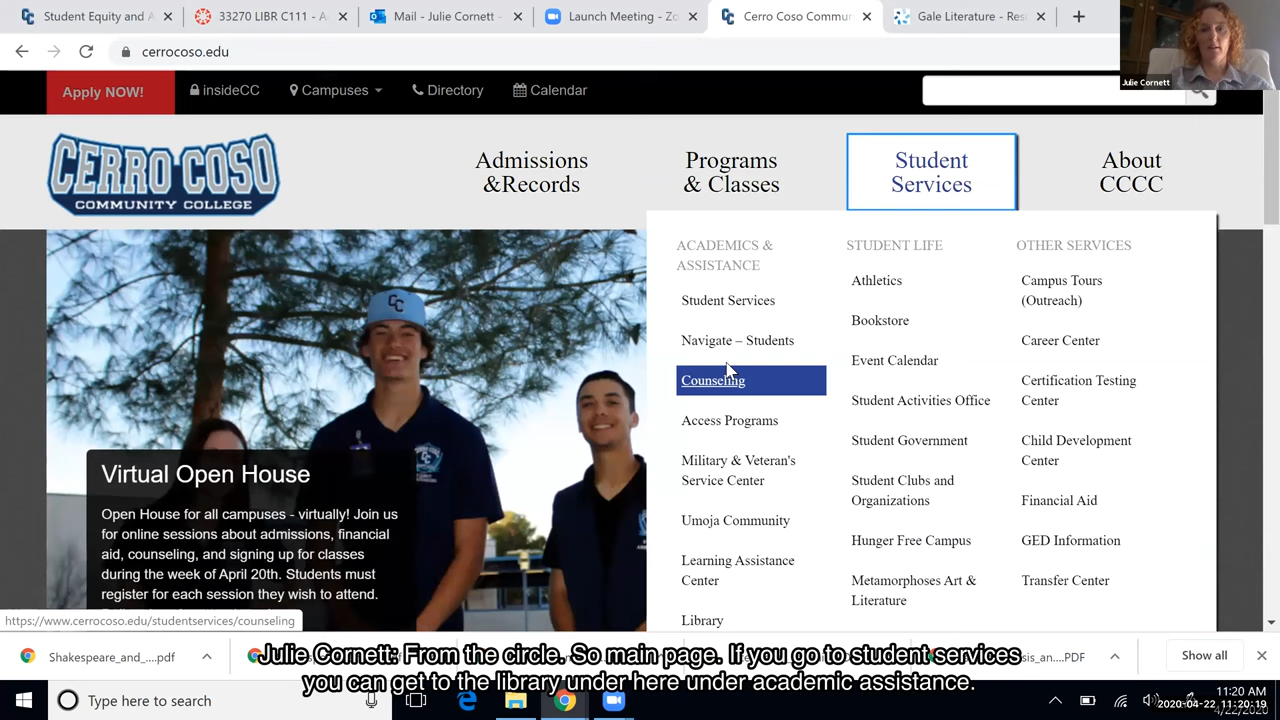 Student Equity and A
33270 LIBR C111 - A
Mail - Julie Cornett -
Launch Meeting - Zo
Cerro Coso Commu
Gale Literature - Res
cerrocoso.edu
Julie Cornett
Apply NOW!
insideCC
Campuses
Directory
Calendar
CERRO COSO
COMMUNITY COLLEGE
Admissions
&Records
Programs
& Classes
Student
Services
About
CCCC
ACADEMICS &
ASSISTANCE
Student Services
Navigate – Students
Counseling
Access Programs
Military & Veteran's
Service Center
Umoja Community
Learning Assistance
Center
Library
STUDENT LIFE
Athletics
Bookstore
Event Calendar
Student Activities Office
Student Government
Student Clubs and
Organizations
Hunger Free Campus
Metamorphoses Art &
Literature
OTHER SERVICES
Campus Tours
(Outreach)
Career Center
Certification Testing
Center
Child Development
Center
Financial Aid
GED Information
Transfer Center
CC
Virtual Open House
Open House for all campuses - virtually! Join us
for online sessions about admissions, financial
aid, counseling, and signing up for classes
during the week of April 20th. Students must
register for each session they wish to attend.
https://www.cerrocoso.edu/studentservices/counseling
Shakespeare_and_....pdf
is_an....PDF
Show all
Julie Cornett: From the circle. So main page. If you go to student services
you can get to the library under here under academic assistance.
Type here to search
11:20 AM
4/22/2020
2020-04-22 11:20:19